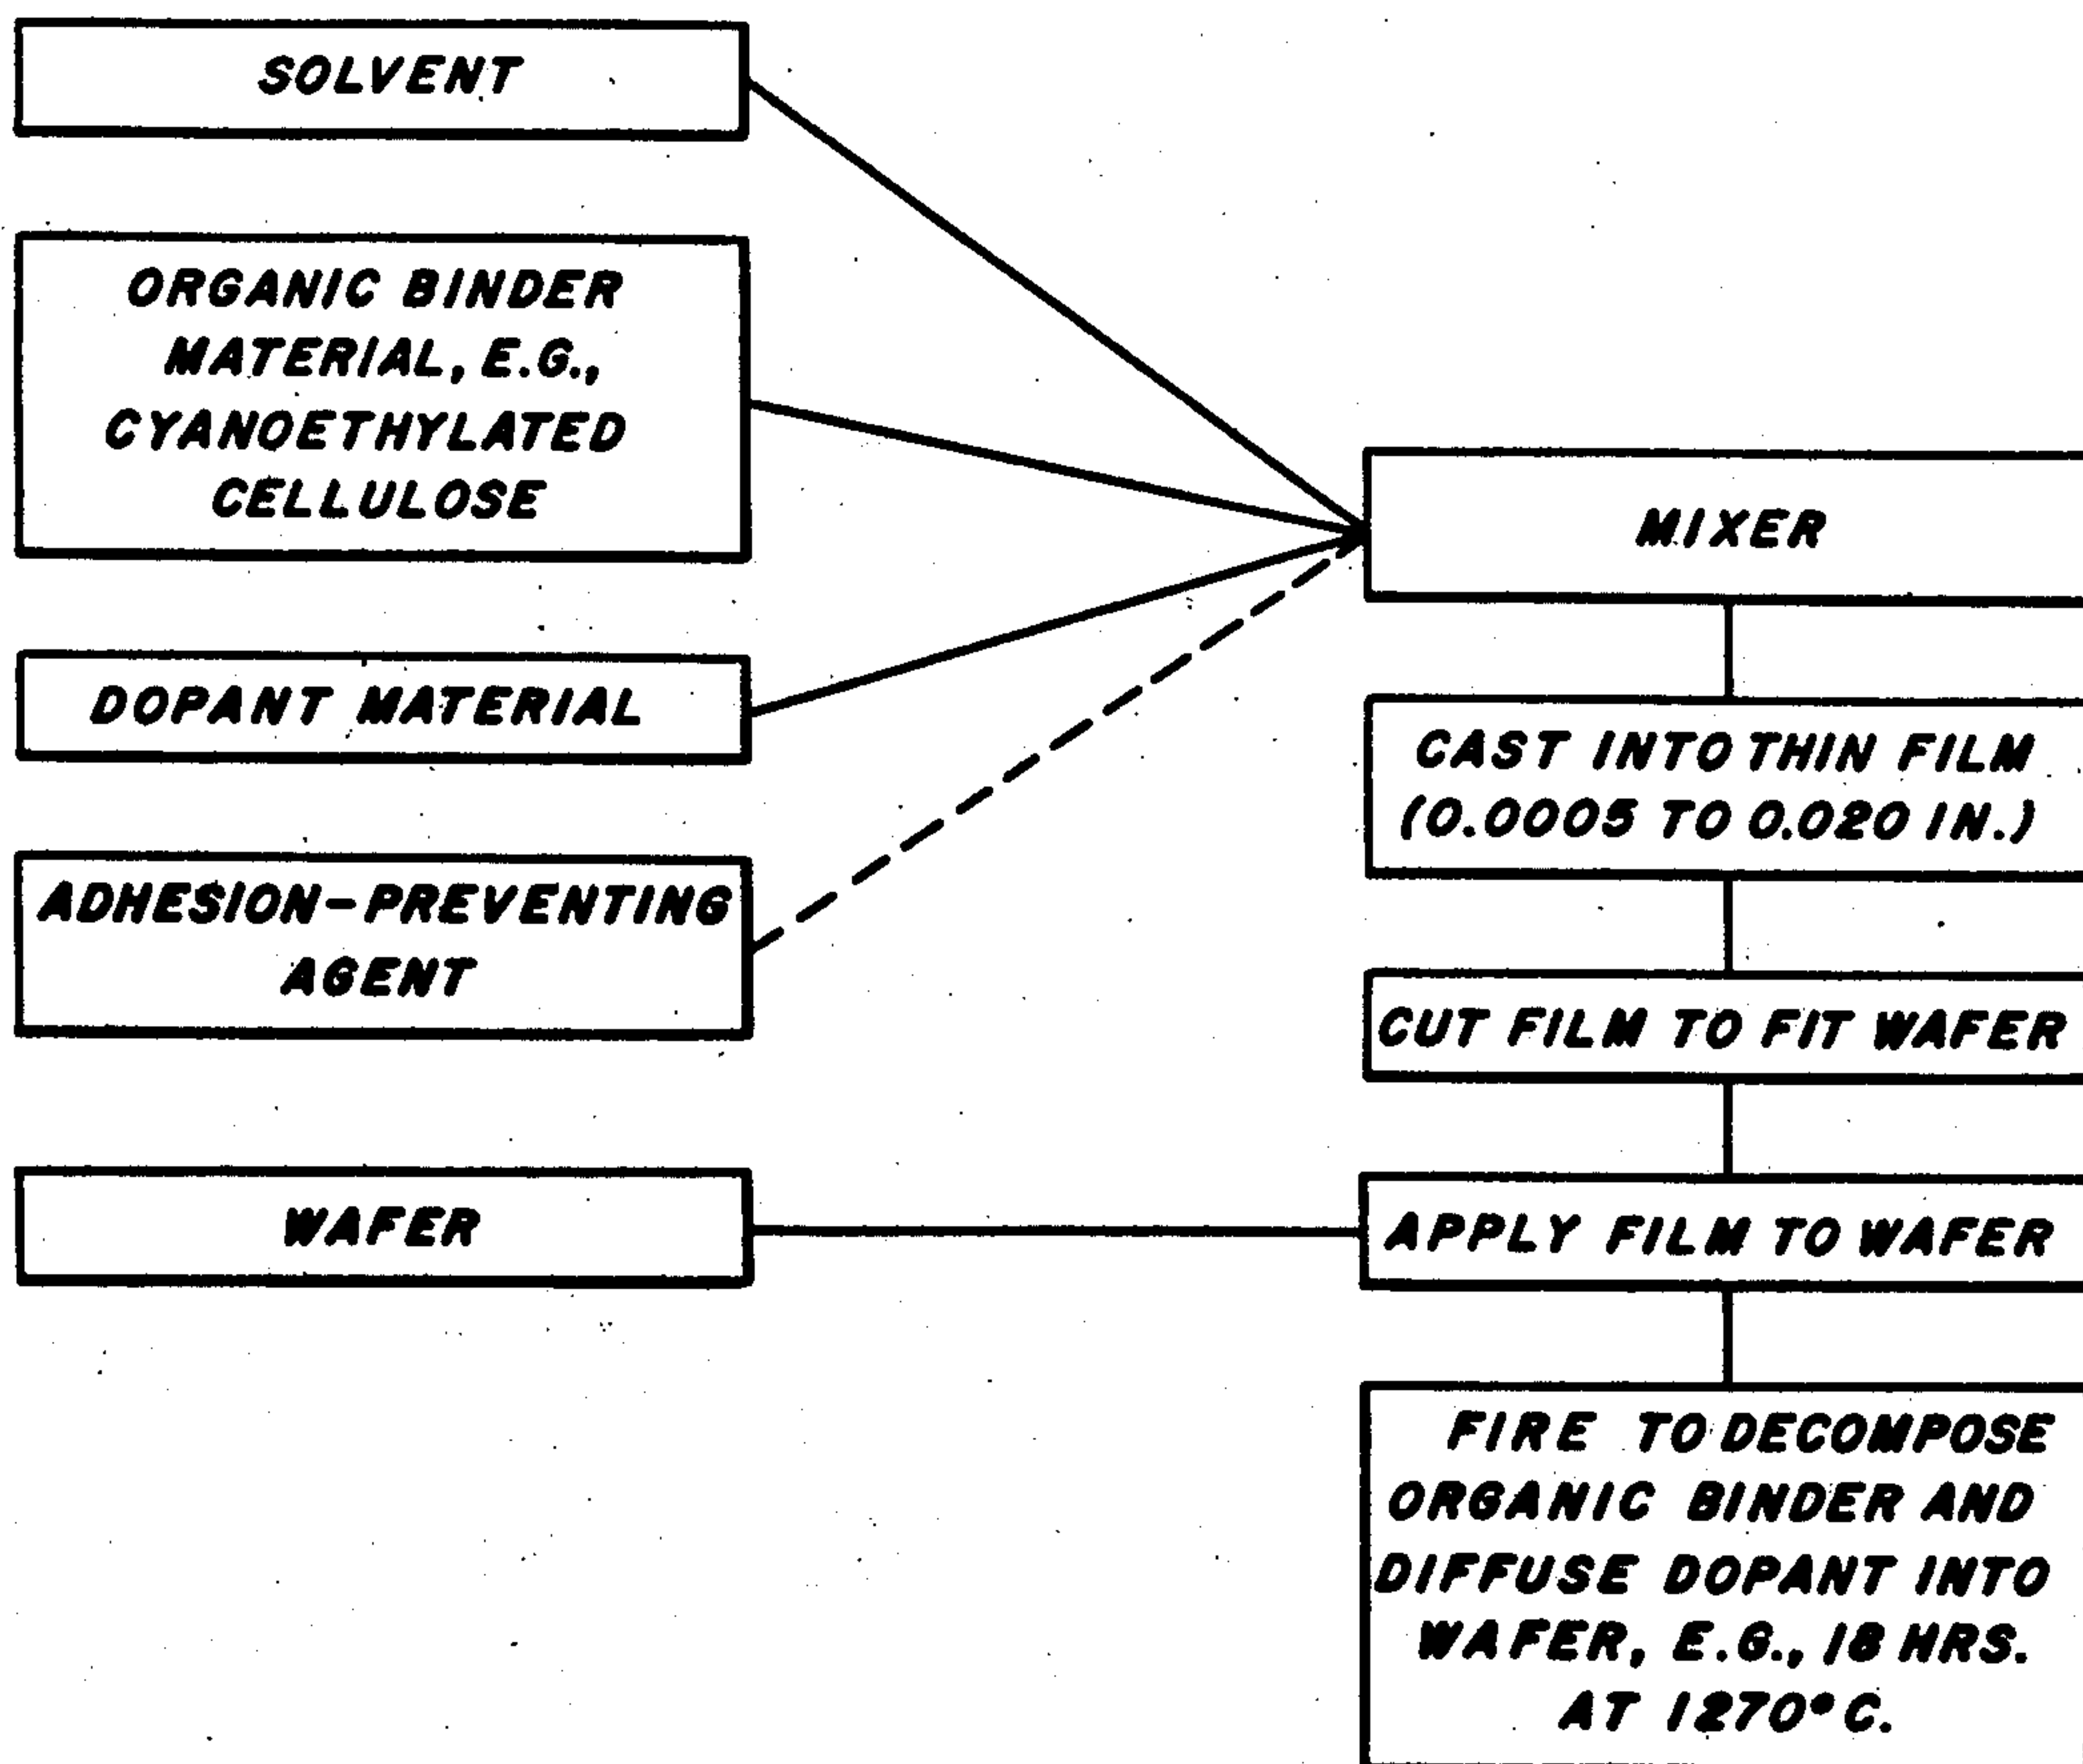 SOLVENT
ORGANIC BINDER
MATERIAL, E.G.,
CYANOETHYLATED
CELLULOSE
DOPANT MATERIAL
ADHESION-PREVENTING
AGENT
WAFER
MIXER
CAST INTO THIN FILM
(0.0005 TO 0.020 IN.)
CUT FILM TO FIT WAFER
APPLY FILM TO WAFER
FIRE TO DECOMPOSE
ORGANIC BINDER AND
DIFFUSE DOPANT INTO
WAFER, E.G., 18 HRS.
AT 1270°C.